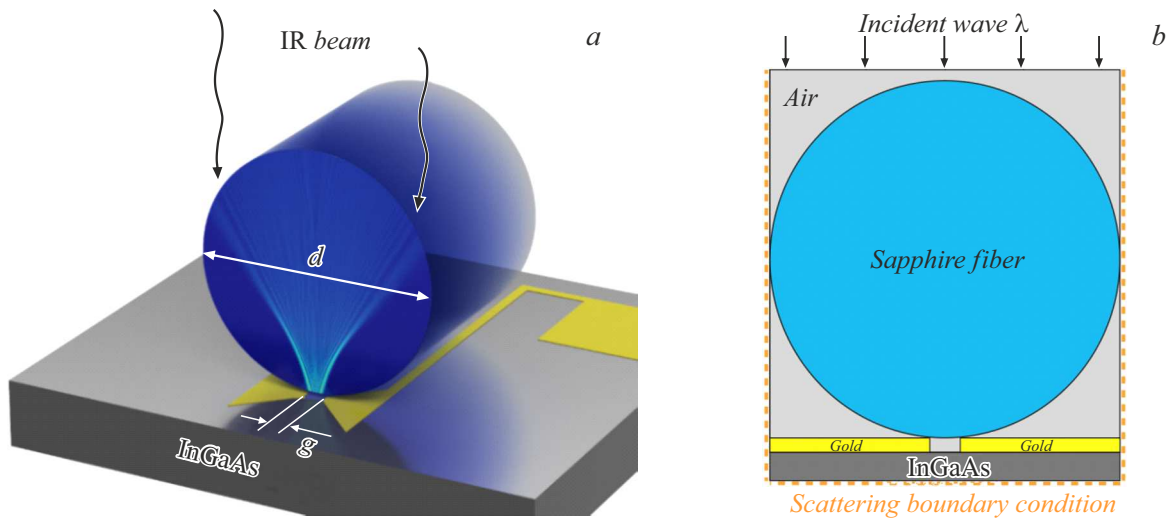 IR beam
a
d
g
InGaAs
Incident wave λ
b
Air
Sapphire fiber
Gold
Gold
InGaAs
Scattering boundary condition